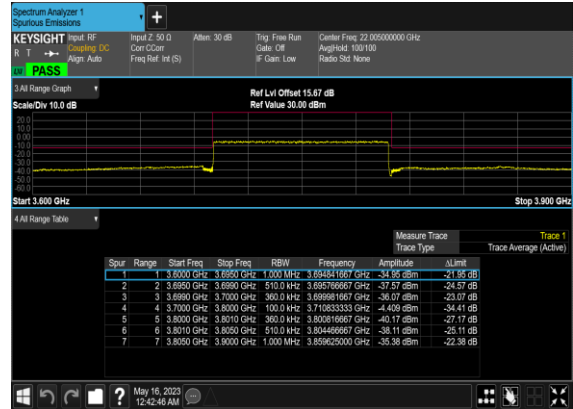 Spectrum Analyzer 1
Spurious Emissions
KEYSIGHT Input: RF Input Z: 50 Ω Atten: 30 dB Trig: Free Run Center Freq: 22.005000000 GHz
R T Coupling: DC Corr CCorr Gate: Off Avg|Hold: 100/100
Align: Auto Freq Ref: Int (S) IF Gain: Low Radio Std: None
PASS
3 All Range Graph
Ref Lvl Offset 15.67 dB
Scale/Div 10.0 dB Ref Value 30.00 dBm
20.0
10.0
0.00
-10.0
-20.0
-30.0
-40.0
-50.0
-60.0
Start 3.600 GHz Stop 3.900 GHz
4 All Range Table
Measure Trace Trace 1
Trace Type Trace Average (Active)
Spur Range Start Freq Stop Freq RBW Frequency Amplitude ΔLimit
1 1 3.6000 GHz 3.6950 GHz 1.000 MHz 3.694841667 GHz -34.95 dBm -21.95 dB
2 2 3.6950 GHz 3.6990 GHz 510.0 kHz 3.695766667 GHz -37.57 dBm -24.57 dB
3 3 3.6990 GHz 3.7000 GHz 360.0 kHz 3.699981667 GHz -36.07 dBm -23.07 dB
4 4 3.7000 GHz 3.8000 GHz 100.0 kHz 3.710833333 GHz -4.409 dBm -34.41 dB
5 5 3.8000 GHz 3.8010 GHz 360.0 kHz 3.800816667 GHz -40.17 dBm -27.17 dB
6 6 3.8010 GHz 3.8050 GHz 510.0 kHz 3.804466667 GHz -38.11 dBm -25.11 dB
7 7 3.8050 GHz 3.9000 GHz 1.000 MHz 3.859625000 GHz -35.38 dBm -22.38 dB
? May 16, 2023
12:42:46 AM